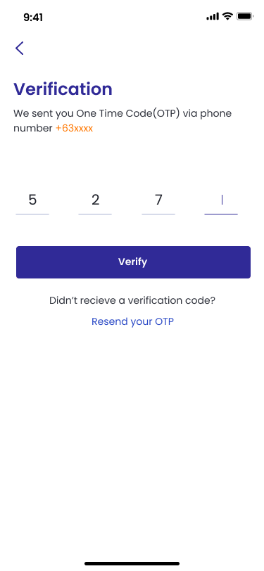 9:41
Verification
We sent you One Time Code(OTP) via phone
number +63xxxx
5 2 7
Verify
Didn't recieve a verification code?
Resend your OTP